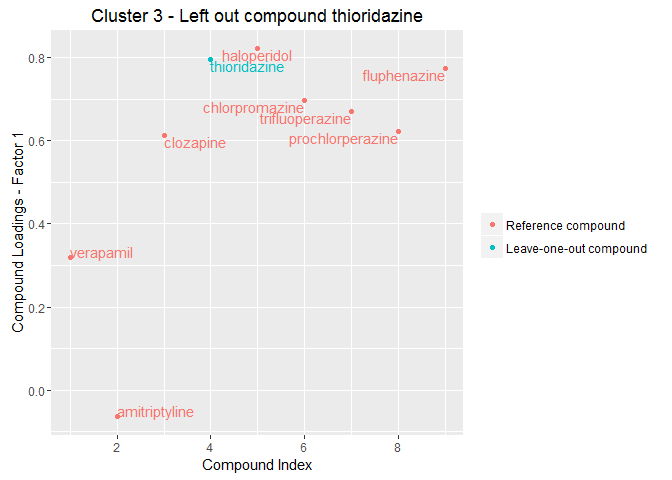 Cluster 3 - Left out compound thioridazine
Compound Loadings - Factor 1
0.8
0.6
0.4
0.2
0.0
haloperidol
thioridazine
fluphenazine
chlorpromazine
trifluoperazine
prochlorperazine
clozapine
verapamil
amitriptyline
2
4
6
8
Compound Index
Reference compound
Leave-one-out compound